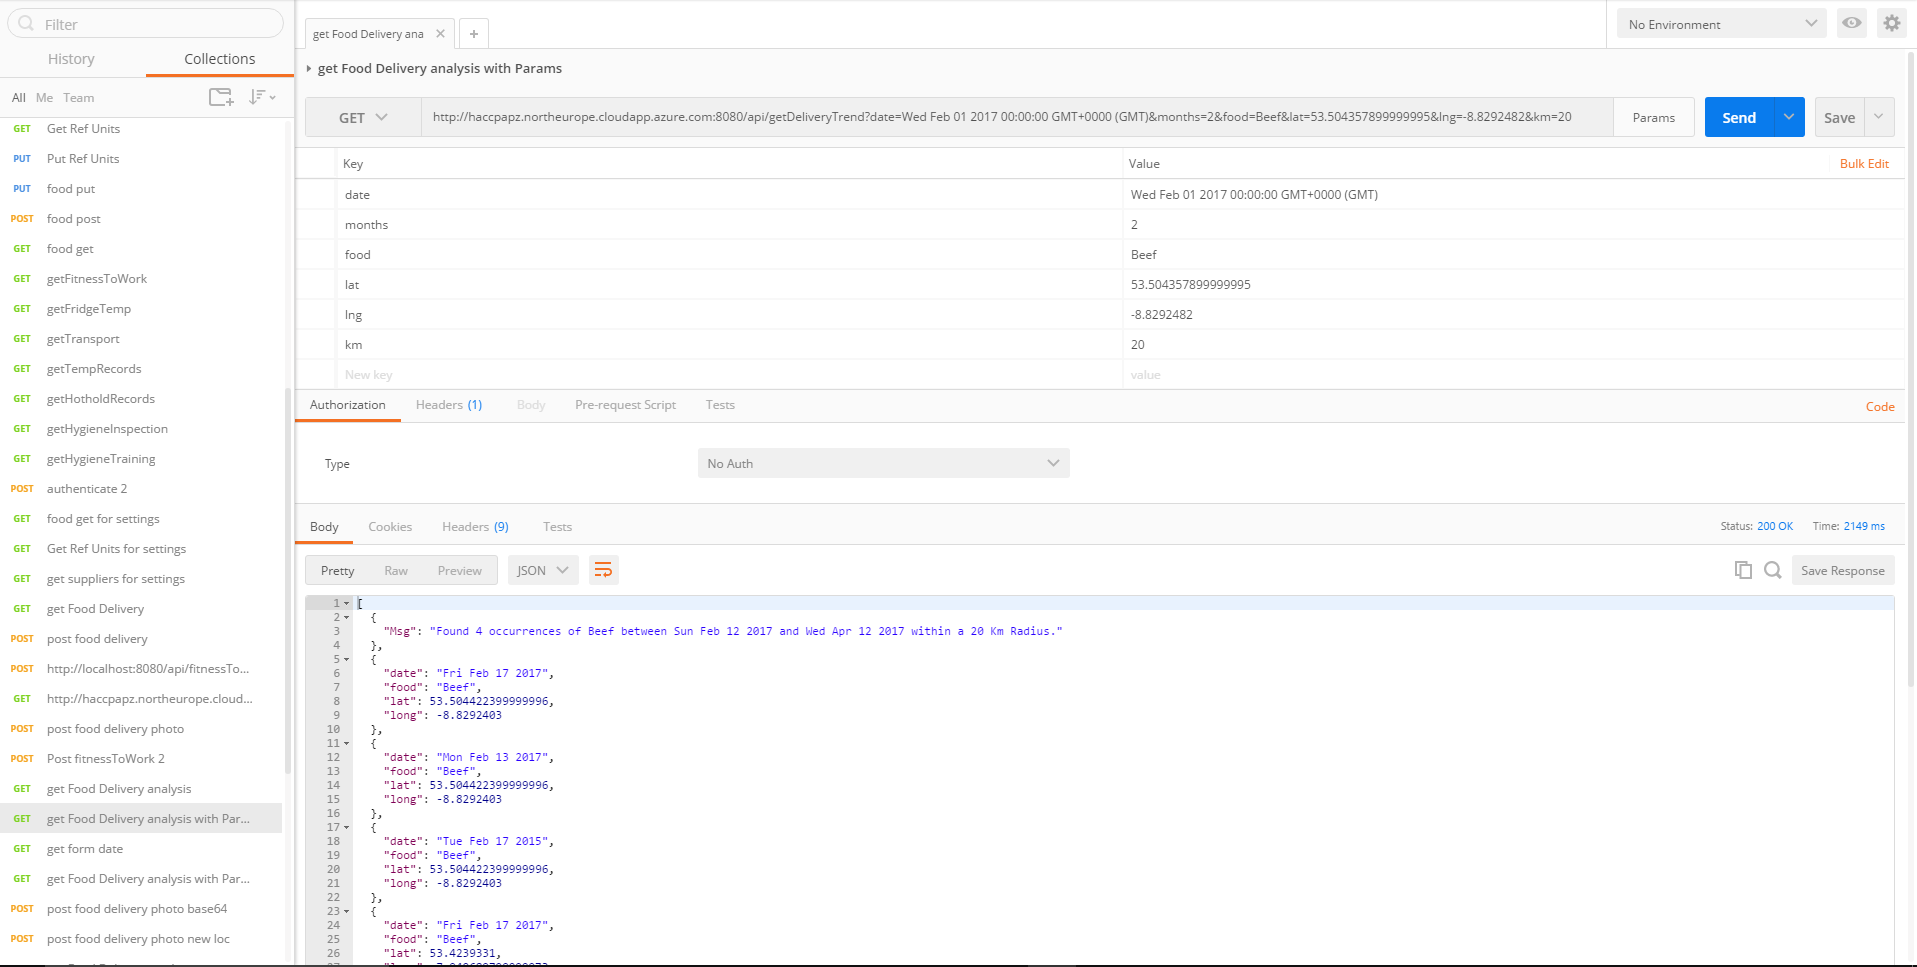 Filter
History Collections
All Me Team
GET Get Ref Units
PUT Put Ref Units
PUT food put
POST food post
GET food get
GET getFitnessToWork
GET getFridgeTemp
GET getTransport
GET getTempRecords
GET getHotholdRecords
GET getHygieneInspection
GET getHygieneTraining
POST authenticate 2
GET food get for settings
GET Get Ref Units for settings
GET get suppliers for settings
GET get Food Delivery
POST post food delivery
POST http://localhost:8080/api/fitnessTo...
GET http://haccpapz.northeurope.cloud...
POST post food delivery photo
POST Post fitnessToWork 2
GET get Food Delivery analysis
GET get Food Delivery analysis with Par...
GET get form date
GET get Food Delivery analysis with Par...
POST post food delivery photo base64
POST post food delivery photo new loc
get Food Delivery ana
No Environment
get Food Delivery analysis with Params
GET http://haccpapz.northeurope.cloudapp.azure.com:8080/api/getDeliveryTrend?date=Wed Feb 01 2017 00:00:00 GMT+0000 (GMT)&months=2&food=Beef&lat=53.504357899999995&lng=-8.8292482&km=20 Params Send Save
Key Value Bulk Edit
date Wed Feb 01 2017 00:00:00 GMT+0000 (GMT)
months 2
food Beef
lat 53.504357899999995
lng -8.8292482
km 20
New key value
Authorization Headers (1) Body Pre-request Script Tests Code
Type No Auth
Body Cookies Headers (9) Tests Status: 200 OK Time: 2149 ms
Pretty Raw Preview JSON Save Response
1 [
2 {
3 "Msg": "Found 4 occurrences of Beef between Sun Feb 12 2017 and Wed Apr 12 2017 within a 20 Km Radius."
4 },
5 {
6 "date": "Fri Feb 17 2017",
7 "food": "Beef",
8 "lat": 53.504422399999996,
9 "long": -8.8292403
10 },
11 {
12 "date": "Mon Feb 13 2017",
13 "food": "Beef",
14 "lat": 53.504422399999996,
15 "long": -8.8292403
16 },
17 {
18 "date": "Tue Feb 17 2015",
19 "food": "Beef",
20 "lat": 53.504422399999996,
21 "long": -8.8292403
22 },
23 {
24 "date": "Fri Feb 17 2017",
25 "food": "Beef",
26 "lat": 53.4239331,